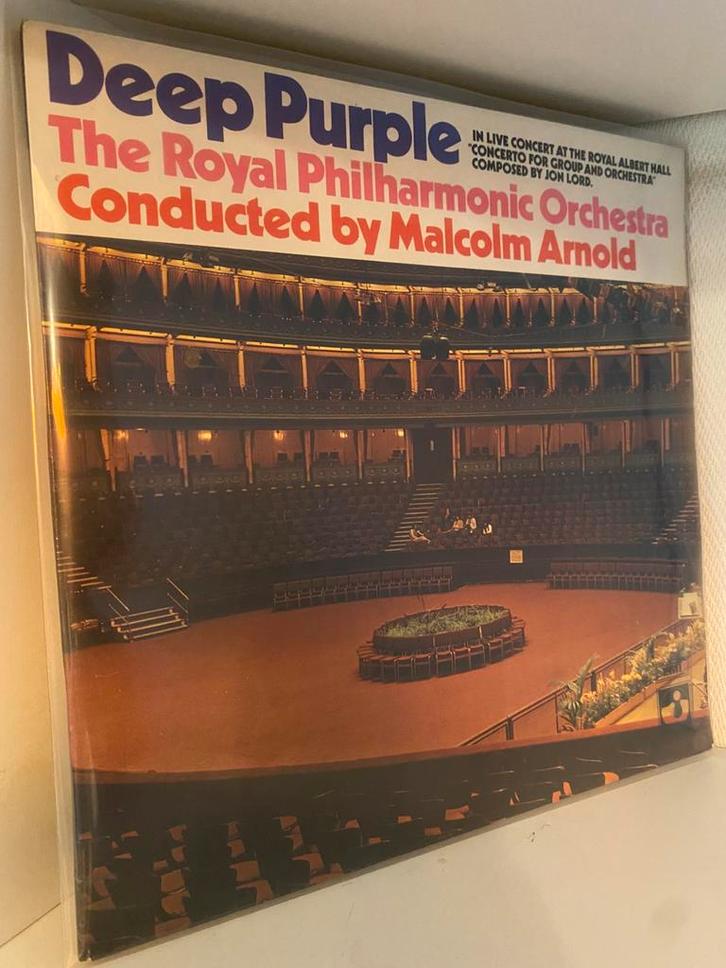 Deep Purple
IN LIVE CONCERT AT THE ROYAL ALBERT HALL
"CONCERTO FOR GROUP AND ORCHESTRA"
COMPOSED BY JON LORD.
The Royal Philharmonic Orchestra
Conducted by Malcolm Arnold